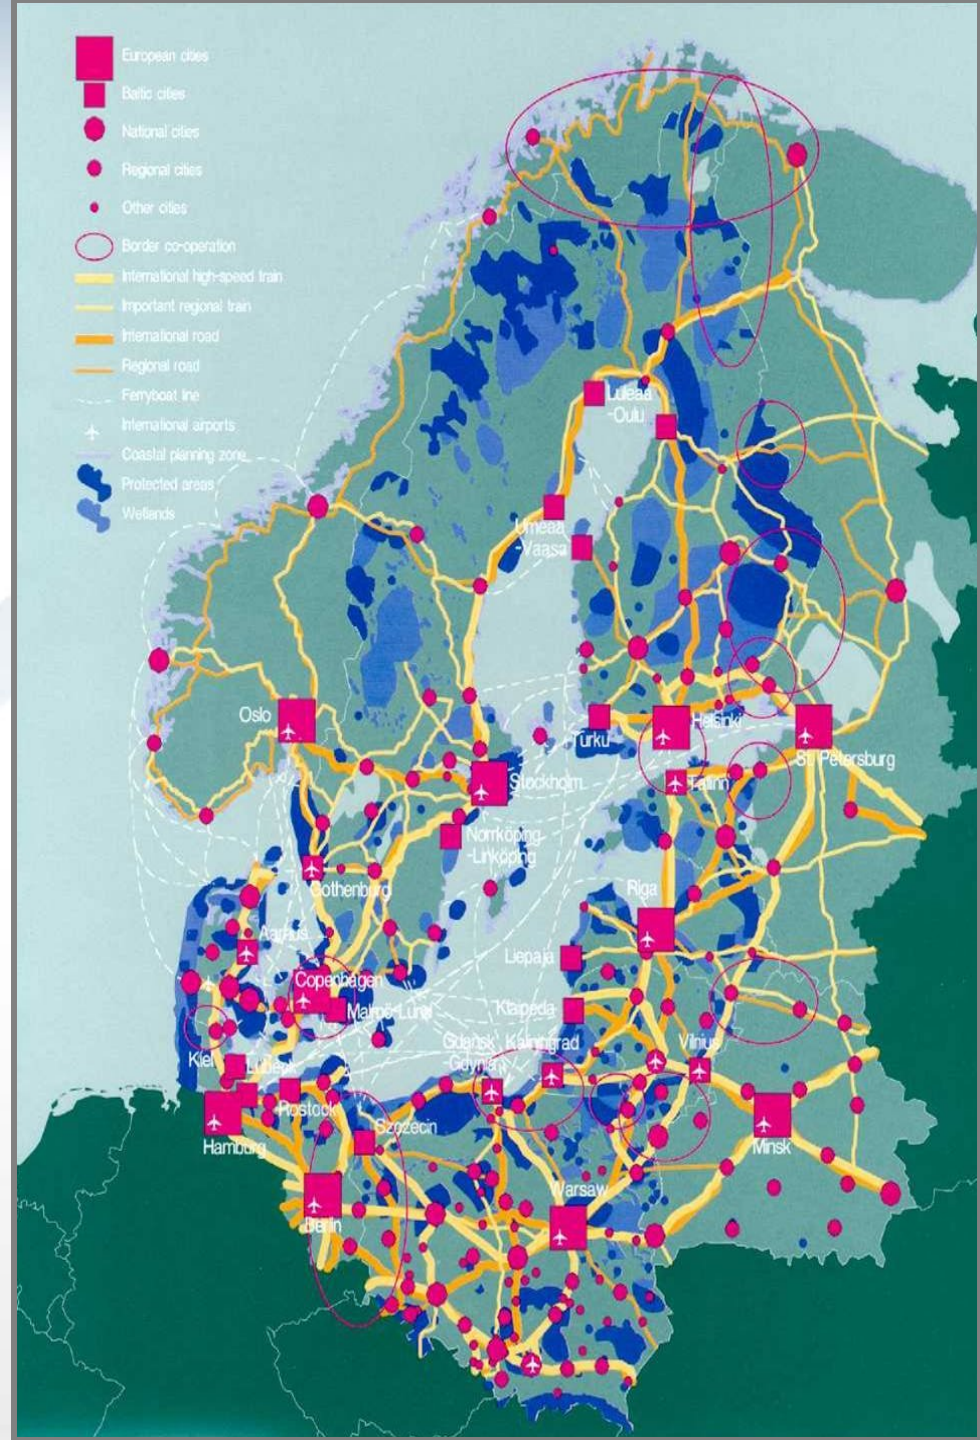 European cities
Baltic cities
National cities
Regional cities
Other cities
Border co-operation
International high-speed train
Important regional train
International road
Regional road
Ferryboat line
International airports
Coastal planning zone
Protected areas
Wetlands
Luleaa
-Oulu
Umeaa
-Vaasa
Oslo
Helsinki
Turku
St. Petersburg
Stockholm
Tallinn
Norrköping-
-Linköping
Gothenburg
Riga
Aarhus
Liepaja
Copenhagen
Malmö-Lund
Klaipeda
Gdansk
-Gdynia
Kaliningrad
Vilnius
Kiel
Lübeck
Rostock
Hamburg
Szczecin
Minsk
Warsaw
Berlin